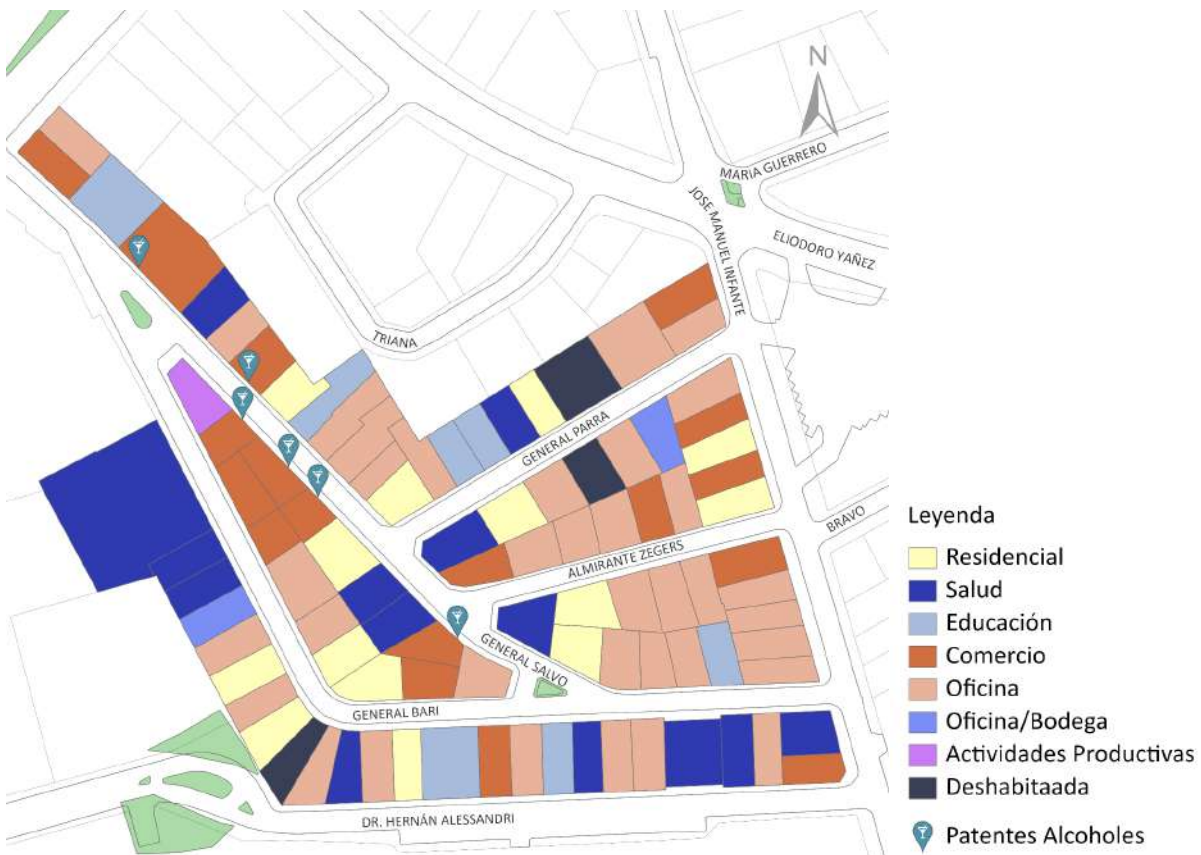 N
MARIA GUERRERO
JOSE MANUEL INFANTE
ELIODORO YAÑEZ
TRIANA
GENERAL PARRA
BRAVO
ALMIRANTE ZEGERS
GENERAL SALVO
GENERAL BARI
DR. HERNÁN ALESSANDRI
Leyenda
Residencial
Salud
Educación
Comercio
Oficina
Oficina/Bodega
Actividades Productivas
Deshabitaada
Patentes Alcoholes